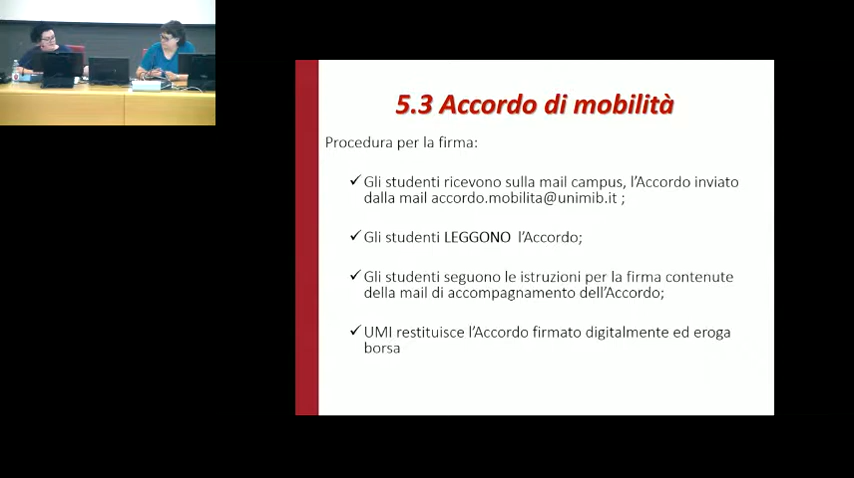 5.3 Accordo di mobilità
Procedura per la firma:
✓Gli studenti ricevono sulla mail campus, l'Accordo inviato
dalla mail accordo.mobilita@unimib.it ;
✓Gli studenti LEGGONO l'Accordo;
✓Gli studenti seguono le istruzioni per la firma contenute
della mail di accompagnamento dell'Accordo;
✓UMI restituisce l'Accordo firmato digitalmente ed eroga
borsa